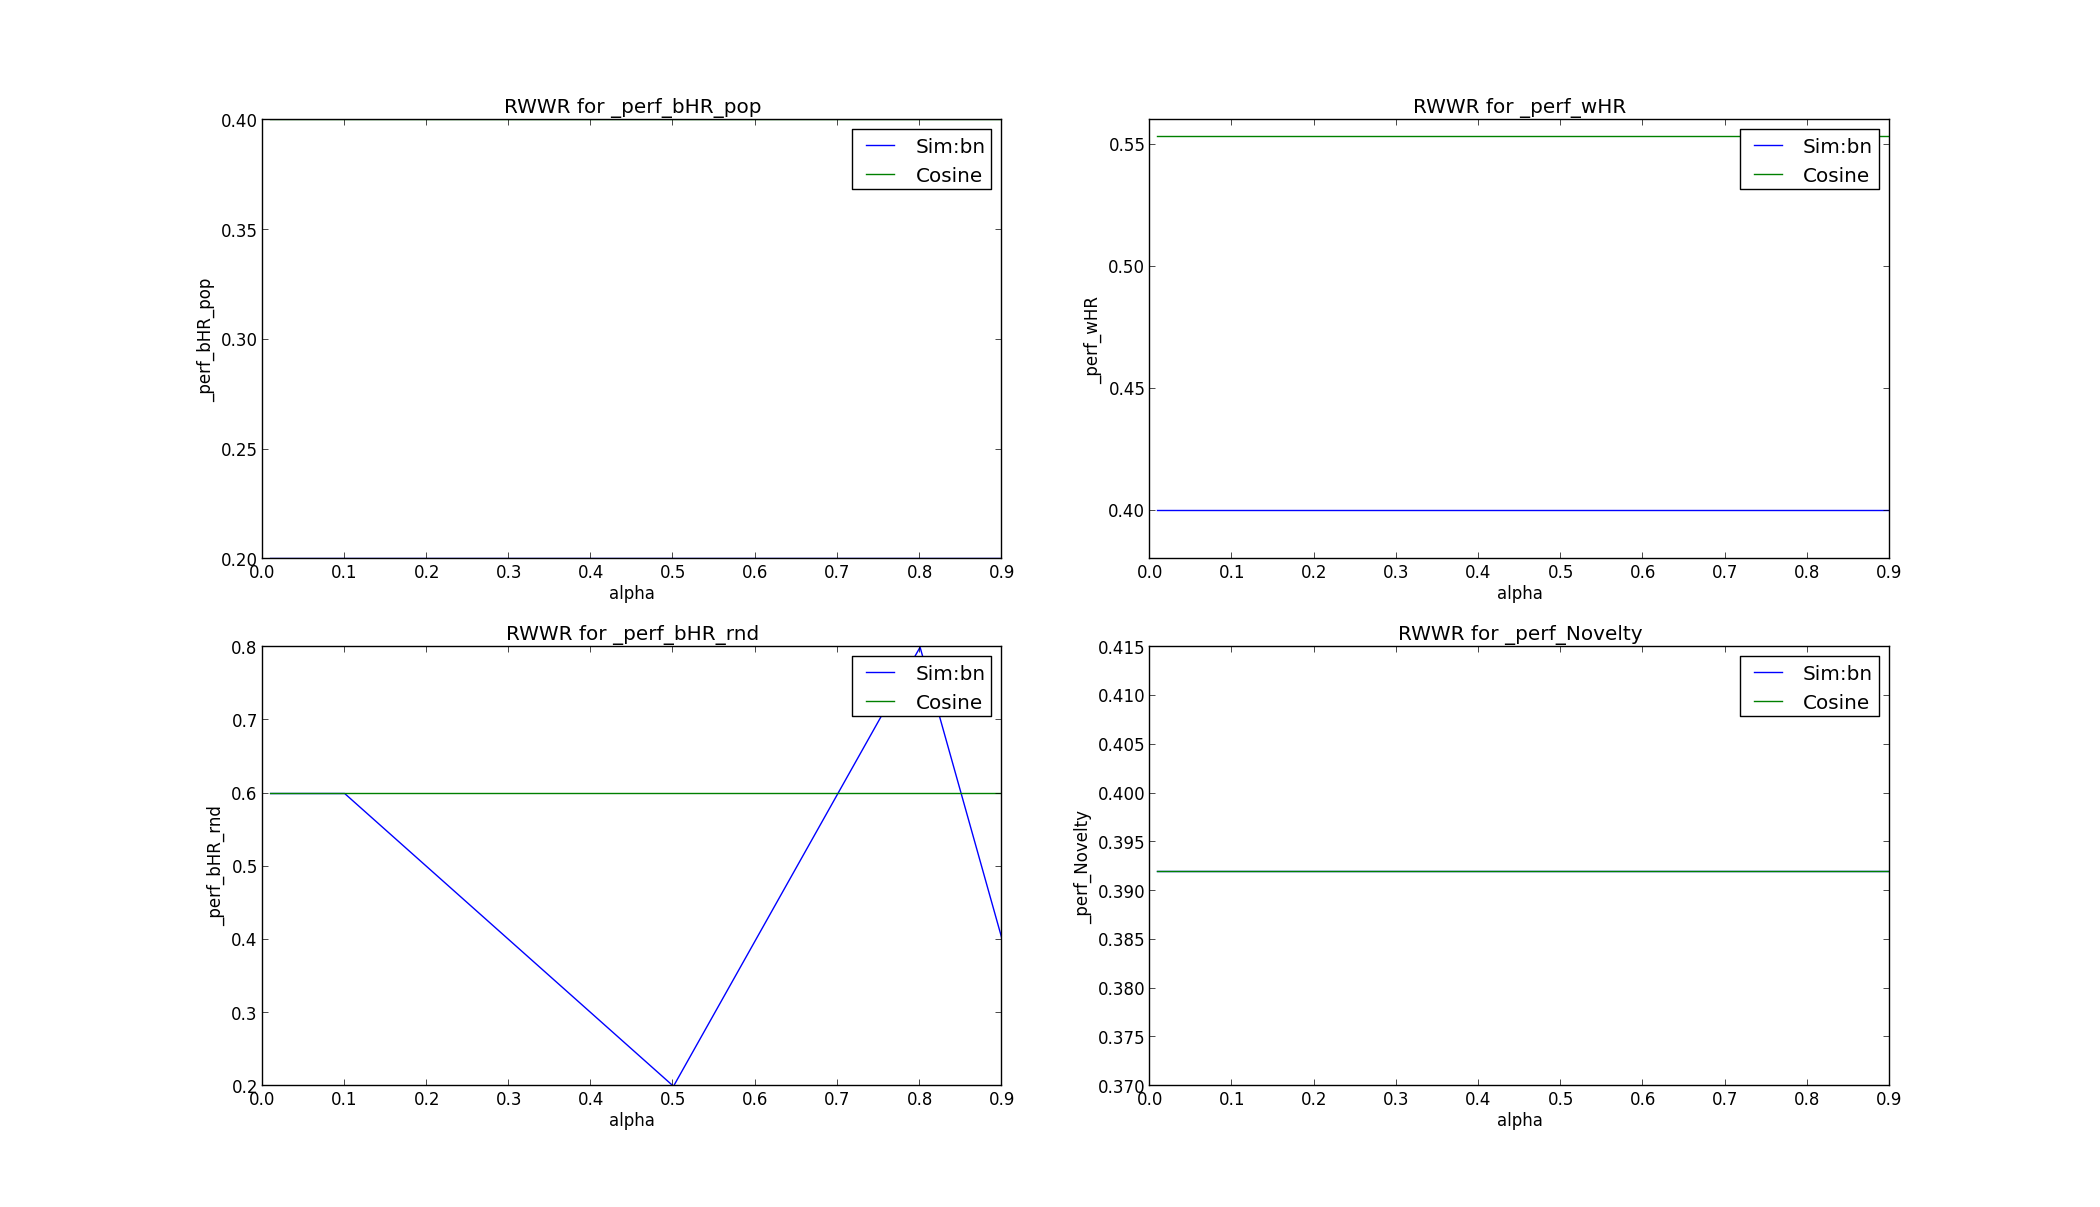 RWWR for _perf_bHR_pop
0.40
0.35
0.30
0.25
0.20
_perf_bHR_pop
Sim:bn
Cosine
0.0 0.1 0.2 0.3 0.4 0.5 0.6 0.7 0.8 0.9
alpha
RWWR for _perf_wHR
0.55
0.50
0.45
0.40
_perf_wHR
Sim:bn
Cosine
0.0 0.1 0.2 0.3 0.4 0.5 0.6 0.7 0.8 0.9
alpha
RWWR for _perf_bHR_rnd
0.8
0.7
0.6
0.5
0.4
0.3
0.2
_perf_bHR_rnd
Sim:bn
Cosine
0.0 0.1 0.2 0.3 0.4 0.5 0.6 0.7 0.8 0.9
alpha
RWWR for _perf_Novelty
0.415
0.410
0.405
0.400
0.395
0.390
0.385
0.380
0.375
0.370
_perf_Novelty
Sim:bn
Cosine
0.0 0.1 0.2 0.3 0.4 0.5 0.6 0.7 0.8 0.9
alpha